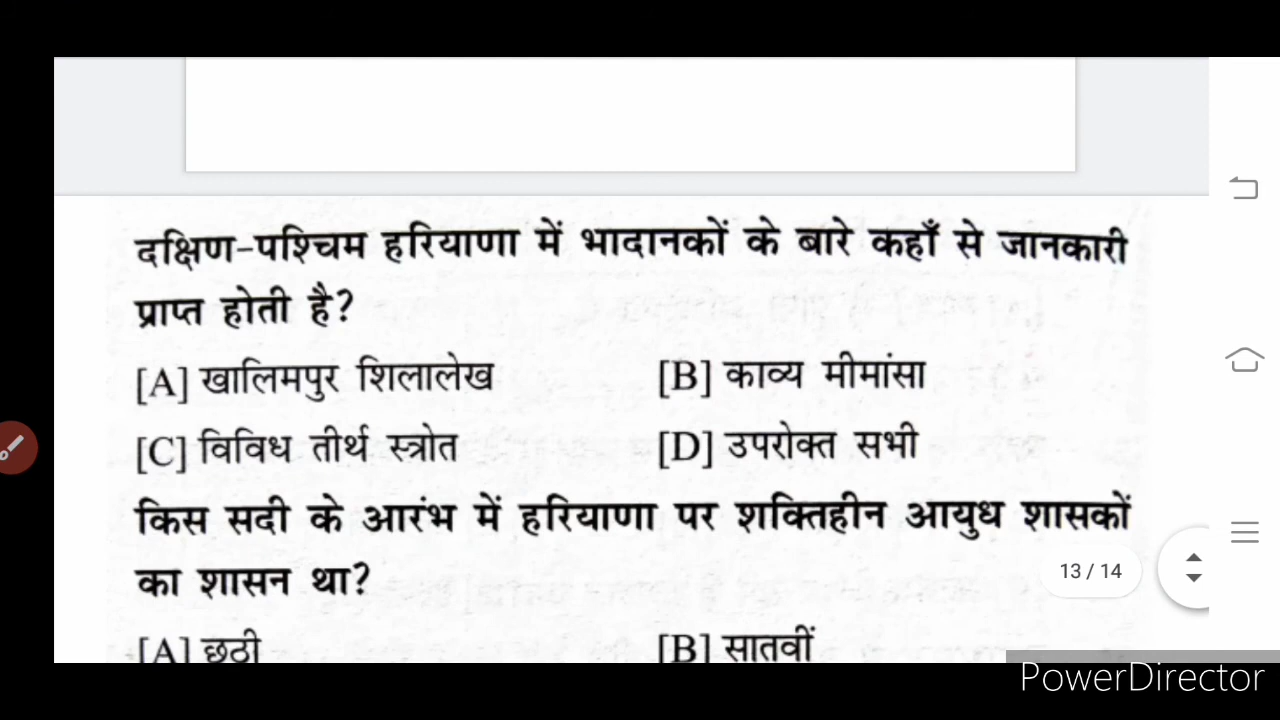 दक्षिण-पश्चिम हरियाणा में भादानकों के बारे कहाँ से जानकारी
प्राप्त होती है?
[A] खालिमपुर शिलालेख [B] काव्य मीमांसा
[C] विविध तीर्थ स्त्रोत [D] उपरोक्त सभी
किस सदी के आरंभ में हरियाणा पर शक्तिहीन आयुध शासकों
का शासन था?
13 / 14
[A] छठी [B] सातवीं
PowerDirector